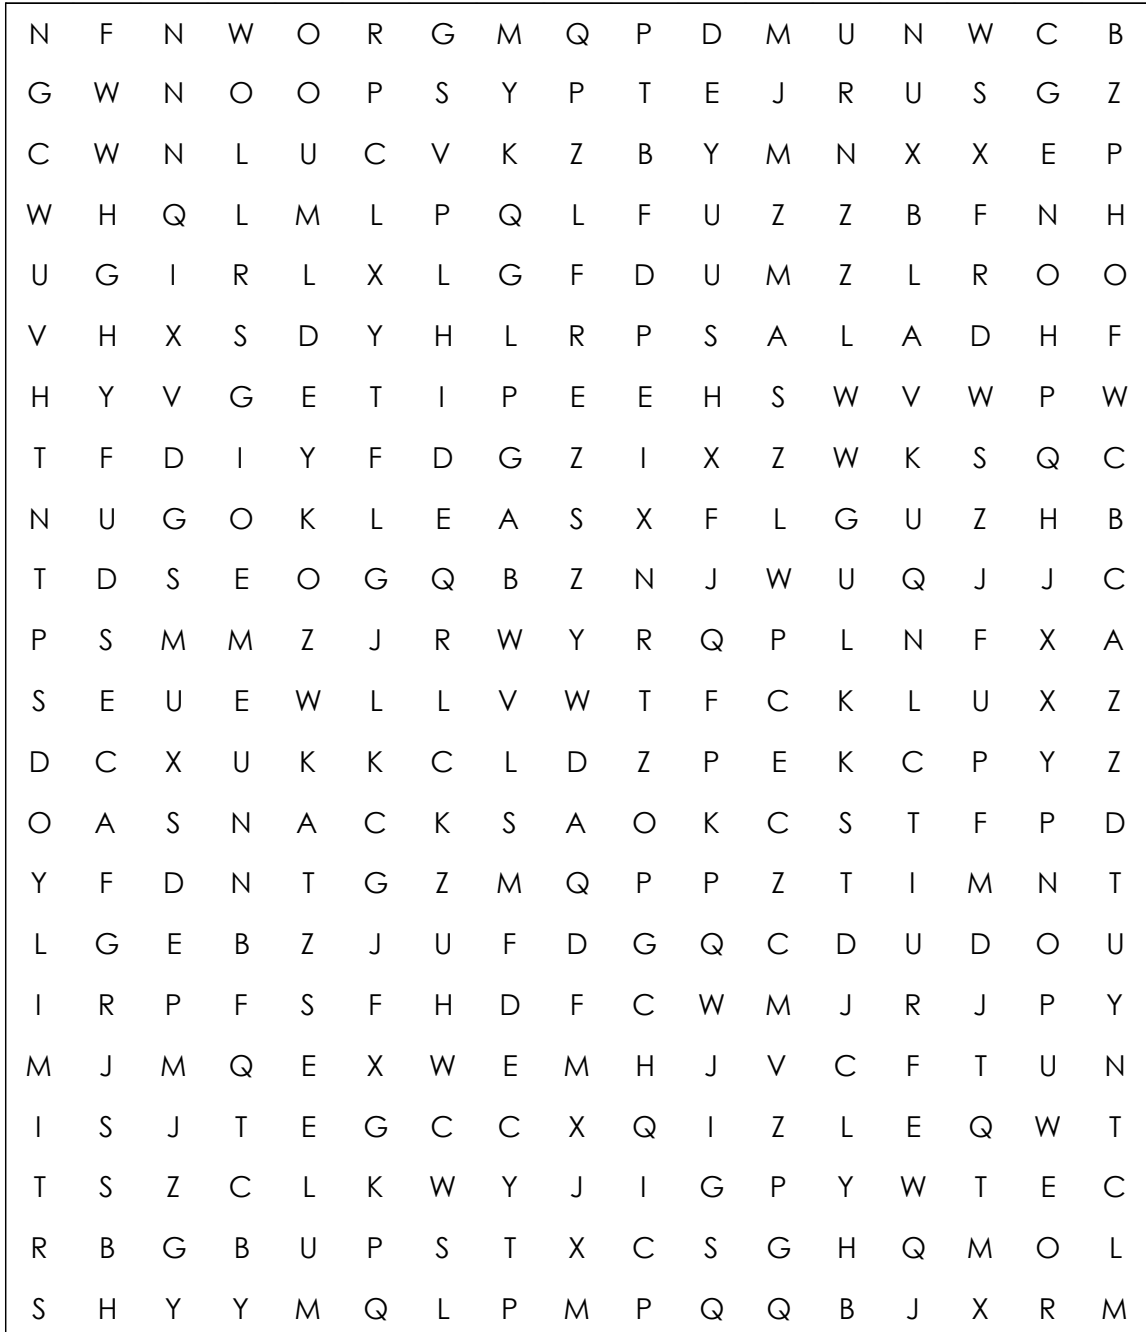 N F N W O R G M Q P D M U N W C B
G W N O O P S Y P T E J R U S G Z
C W N L U C V K Z B Y M N X X E P
W H Q L M L P Q L F U Z Z B F N H
U G I R L X L G F D U M Z L R O O
V H X S D Y H L R P S A L A D H F
H Y V G E T I P E E H S W V W P W
T F D I Y F D G Z I X Z W K S Q C
N U G O K L E A S X F L G U Z H B
T D S E O G Q B Z N J W U Q J J C
P S M M Z J R W Y R Q P L N F X A
S E U E W L L V W T F C K L U X Z
D C X U K K C L D Z P E K C P Y Z
O A S N A C K S A O K C S T F P D
Y F D N T G Z M Q P P Z T I M N T
L G E B Z J U F D G Q C D U D O U
I R P F S F H D F C W M J R J P Y
M J M Q E X W E M H J V C F T U N
I S J T E G C C X Q I Z L E Q W T
T S Z C L K W Y J I G P Y W T E C
R B G B U P S T X C S G H Q M O L
S H Y Y M Q L P M P Q Q B J X R M